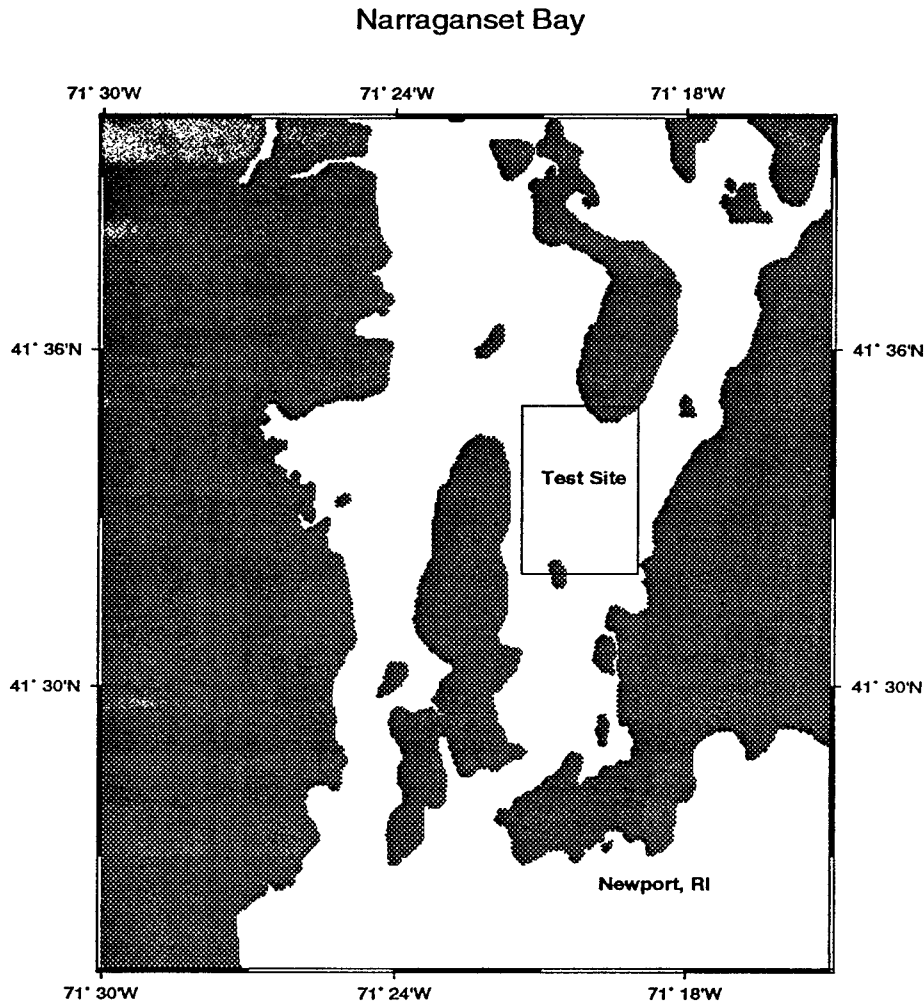 Narraganset Bay
71° 30'W 71° 24'W 71° 18'W
41° 36'N 41° 36'N
Test Site
41° 30'N 41° 30'N
Newport, RI
71° 30'W 71° 24'W 71° 18'W